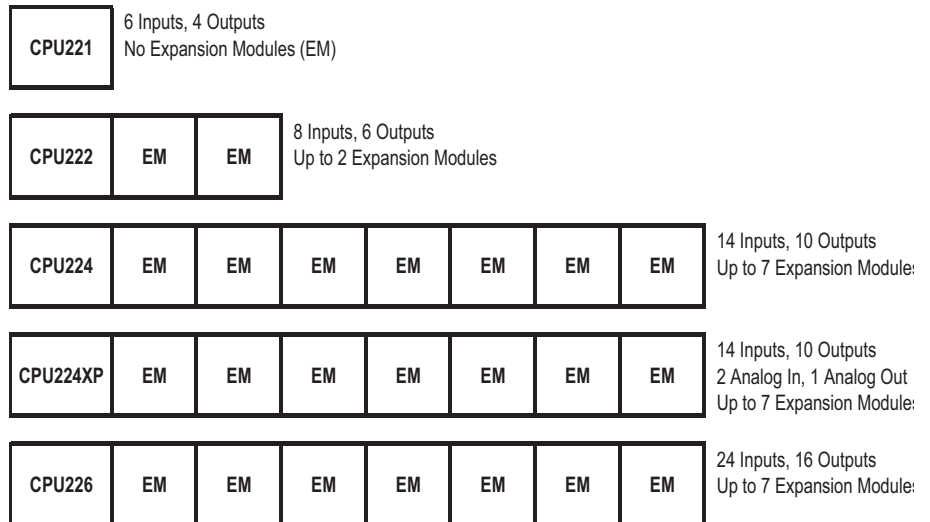 CPU221
6 Inputs, 4 Outputs
No Expansion Modules (EM)
CPU222 EM EM
8 Inputs, 6 Outputs
Up to 2 Expansion Modules
CPU224 EM EM EM EM EM EM EM
14 Inputs, 10 Outputs
Up to 7 Expansion Modules
CPU224XP EM EM EM EM EM EM EM
14 Inputs, 10 Outputs
2 Analog In, 1 Analog Out
Up to 7 Expansion Modules
CPU226 EM EM EM EM EM EM EM
24 Inputs, 16 Outputs
Up to 7 Expansion Modules